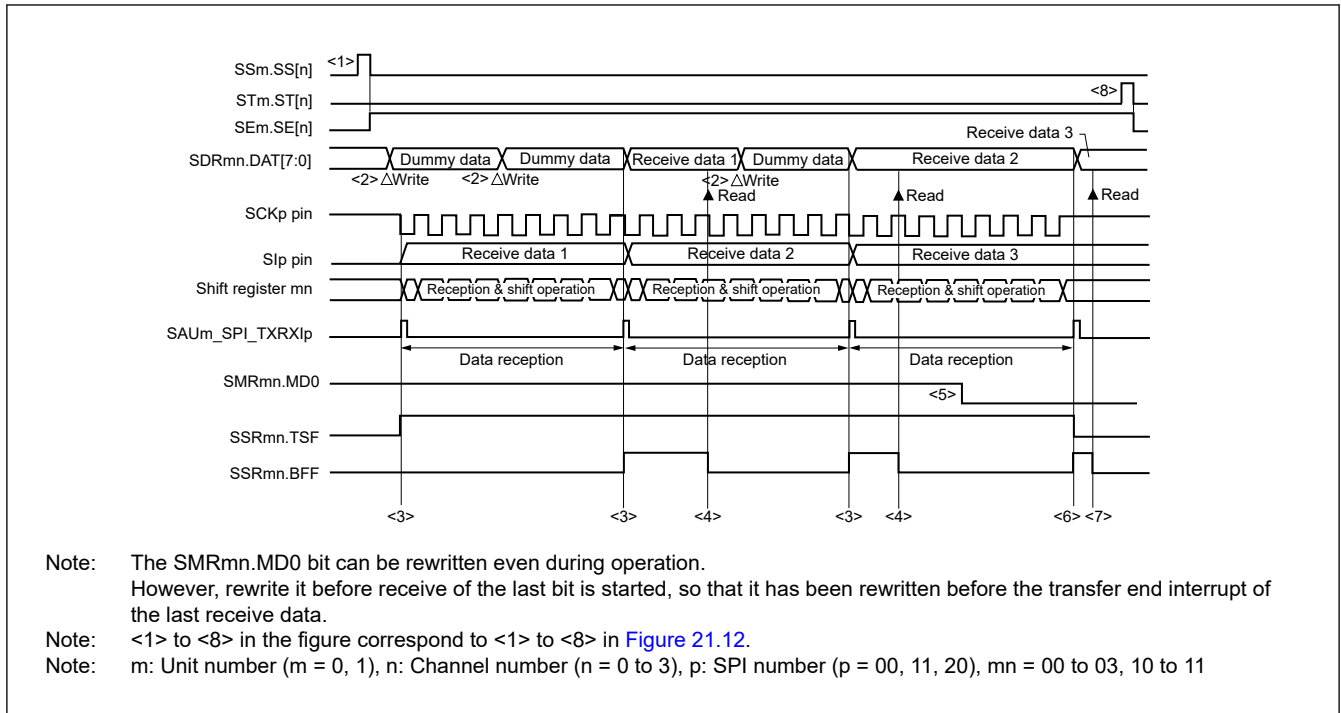 <1>
SSm.SS[n]
STm.ST[n]
<8>
SEm.SE[n]
Receive data 3
SDRmn.DAT[7:0]
Dummy data
Dummy data
Receive data 1
Dummy data
Receive data 2
<2> △Write
<2> △Write
<2> △Write
▲Read
▲Read
▲Read
SCKp pin
SIp pin
Receive data 1
Receive data 2
Receive data 3
Shift register mn
Reception & shift operation
Reception & shift operation
Reception & shift operation
SAUm_SPI_TXRXIp
Data reception
Data reception
Data reception
SMRmn.MD0
<5>
SSRmn.TSF
SSRmn.BFF
<3> <3> <4> <3> <4> <6> <7>
Note: The SMRmn.MD0 bit can be rewritten even during operation.
However, rewrite it before receive of the last bit is started, so that it has been rewritten before the transfer end interrupt of
the last receive data.
Note: <1> to <8> in the figure correspond to <1> to <8> in Figure 21.12.
Note: m: Unit number (m = 0, 1), n: Channel number (n = 0 to 3), p: SPI number (p = 00, 11, 20), mn = 00 to 03, 10 to 11